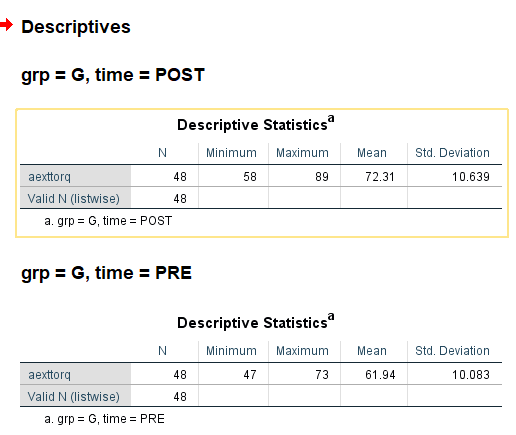 Descriptives
grp = G, time = POST
Descriptive Statisticsa
N Minimum Maximum Mean Std. Deviation
aexttorq 48 58 89 72.31 10.639
Valid N (listwise) 48
a. grp = G, time = POST
grp = G, time = PRE
Descriptive Statisticsa
N Minimum Maximum Mean Std. Deviation
aexttorq 48 47 73 61.94 10.083
Valid N (listwise) 48
a. grp = G, time = PRE